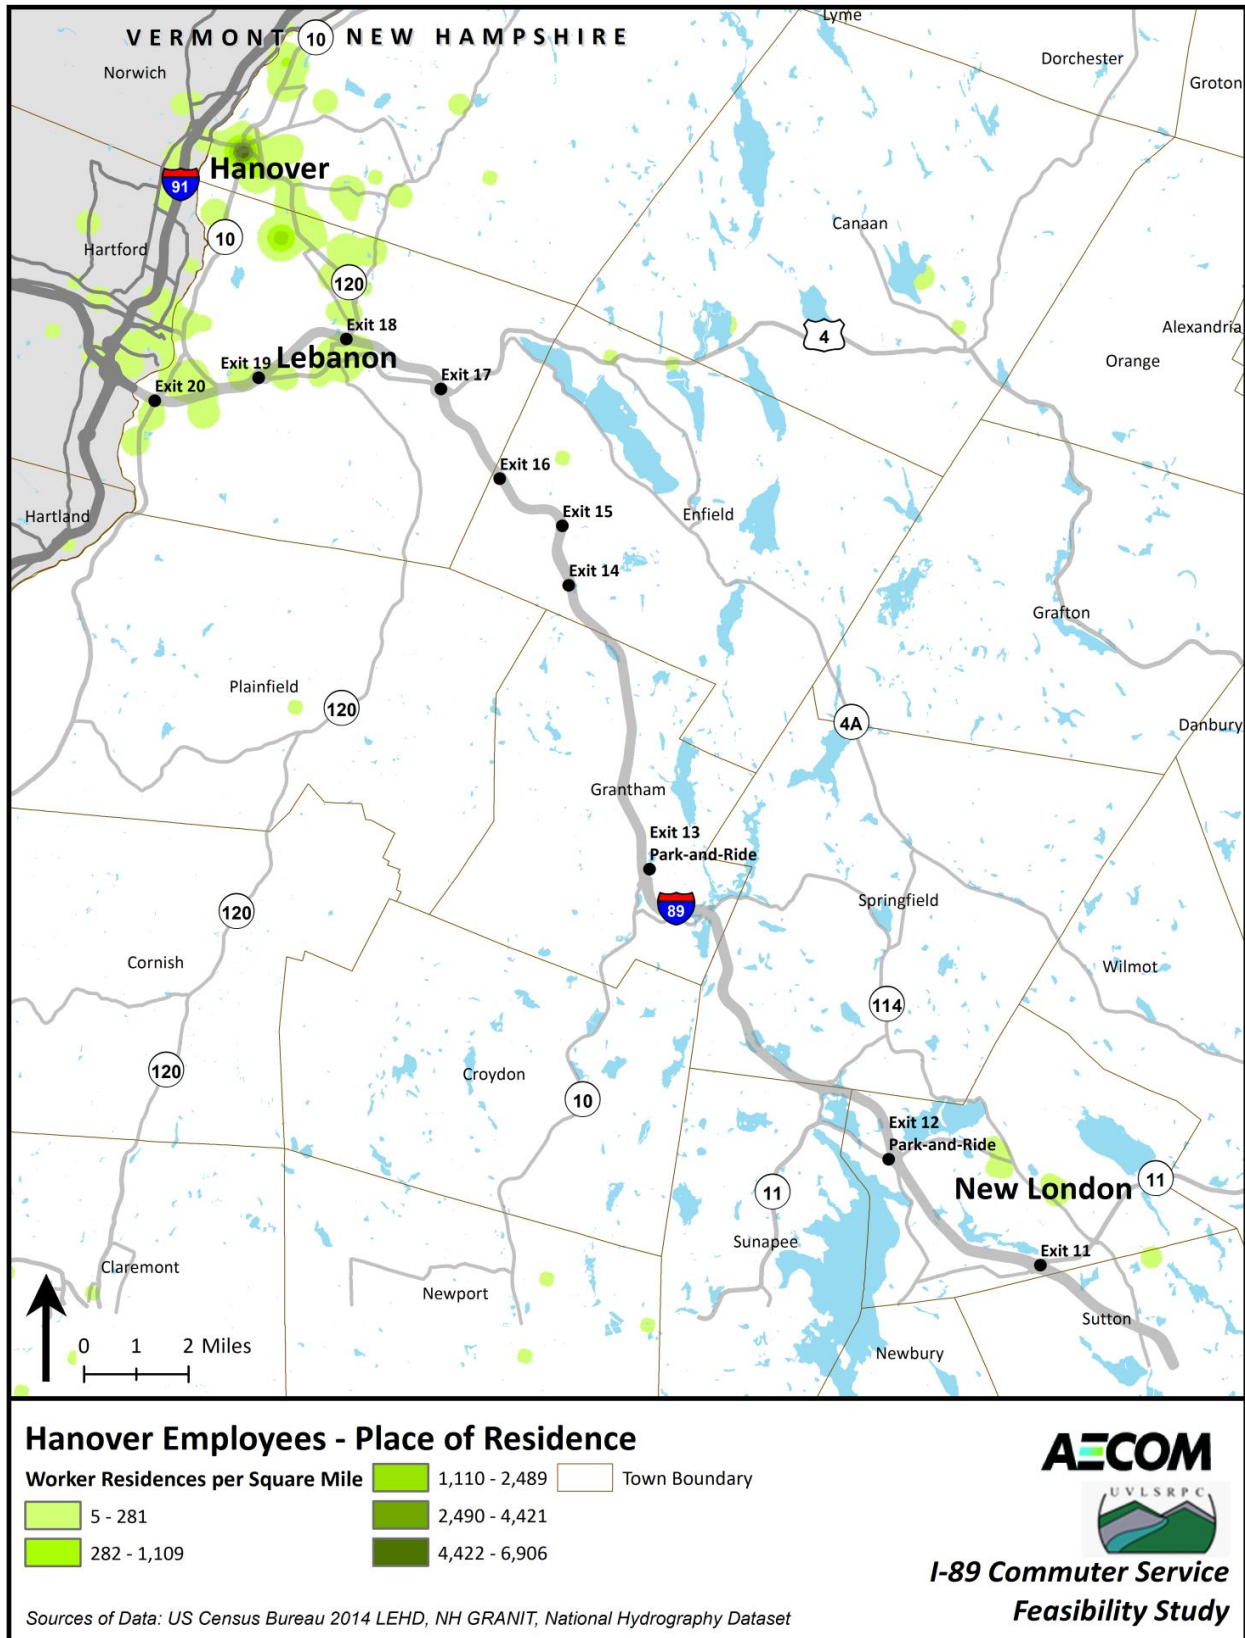 Lyme
VERMONT 10 NEW HAMPSHIRE
Norwich
Dorchester
Groton
Hanover
91
10
Canaan
Hartford
120
Exit 18
4
Alexandria
Lebanon
Exit 19
Orange
Exit 17
Exit 20
Exit 16
Exit 15
Enfield
Hartland
Exit 14
Grafton
Plainfield
120
4A
Danbury
Grantham
Exit 13
Park-and-Ride
89
Springfield
120
Cornish
Wilmot
114
120
Croydon
10
Exit 12
Park-and-Ride
New London
11
11
Sunapee
Exit 11
Claremont
Newport
Sutton
0 1 2 Miles
Newbury
Hanover Employees - Place of Residence
Worker Residences per Square Mile
5 - 281
282 - 1,109
1,110 - 2,489
2,490 - 4,421
4,422 - 6,906
Town Boundary
AECOM
UVLSRPC
I-89 Commuter Service
Feasibility Study
Sources of Data: US Census Bureau 2014 LEHD, NH GRANIT, National Hydrography Dataset